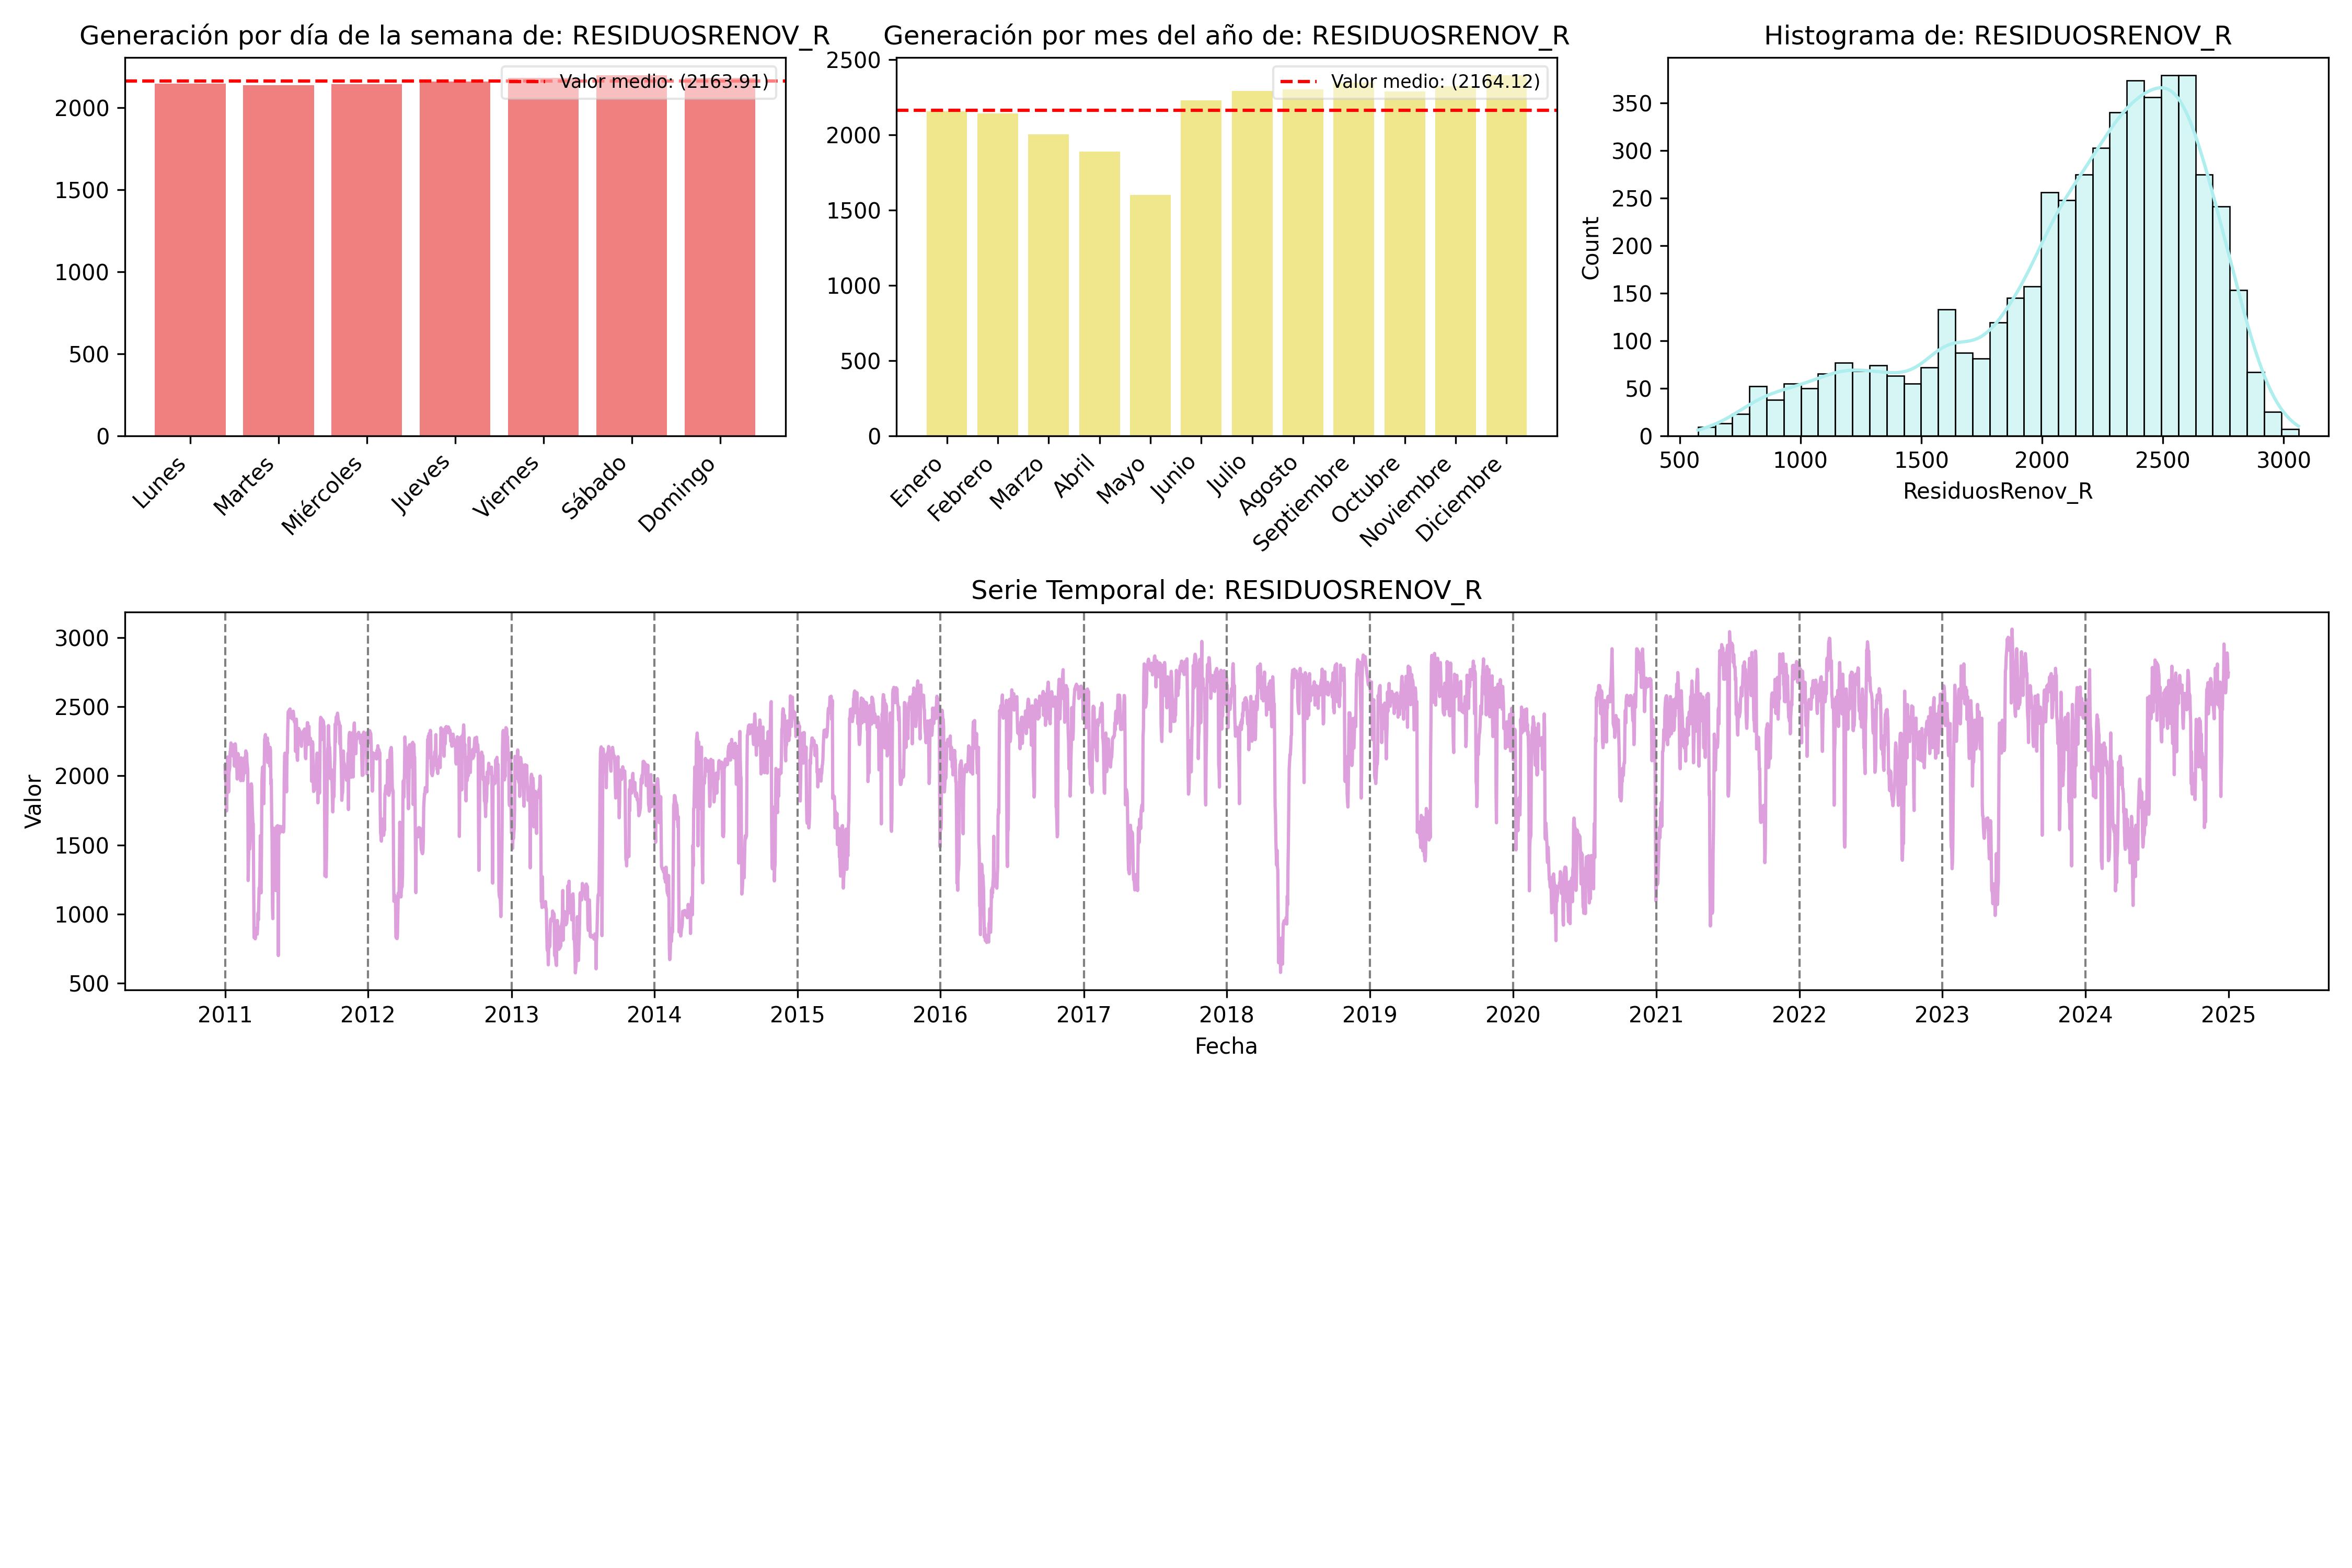 Generación por día de la semana de: RESIDUOSRENOV_R
Valor medio: (2163.91)
2000
1500
1000
500
0
Lunes
Martes
Miércoles
Jueves
Viernes
Sábado
Domingo
Generación por mes del año de: RESIDUOSRENOV_R
Valor medio: (2164.12)
2500
2000
1500
1000
500
0
Enero
Febrero
Marzo
Abril
Mayo
Junio
Julio
Agosto
Septiembre
Octubre
Noviembre
Diciembre
Histograma de: RESIDUOSRENOV_R
Count
350
300
250
200
150
100
50
0
500 1000 1500 2000 2500 3000
ResiduosRenov_R
Serie Temporal de: RESIDUOSRENOV_R
Valor
3000
2500
2000
1500
1000
500
2011 2012 2013 2014 2015 2016 2017 2018 2019 2020 2021 2022 2023 2024 2025
Fecha